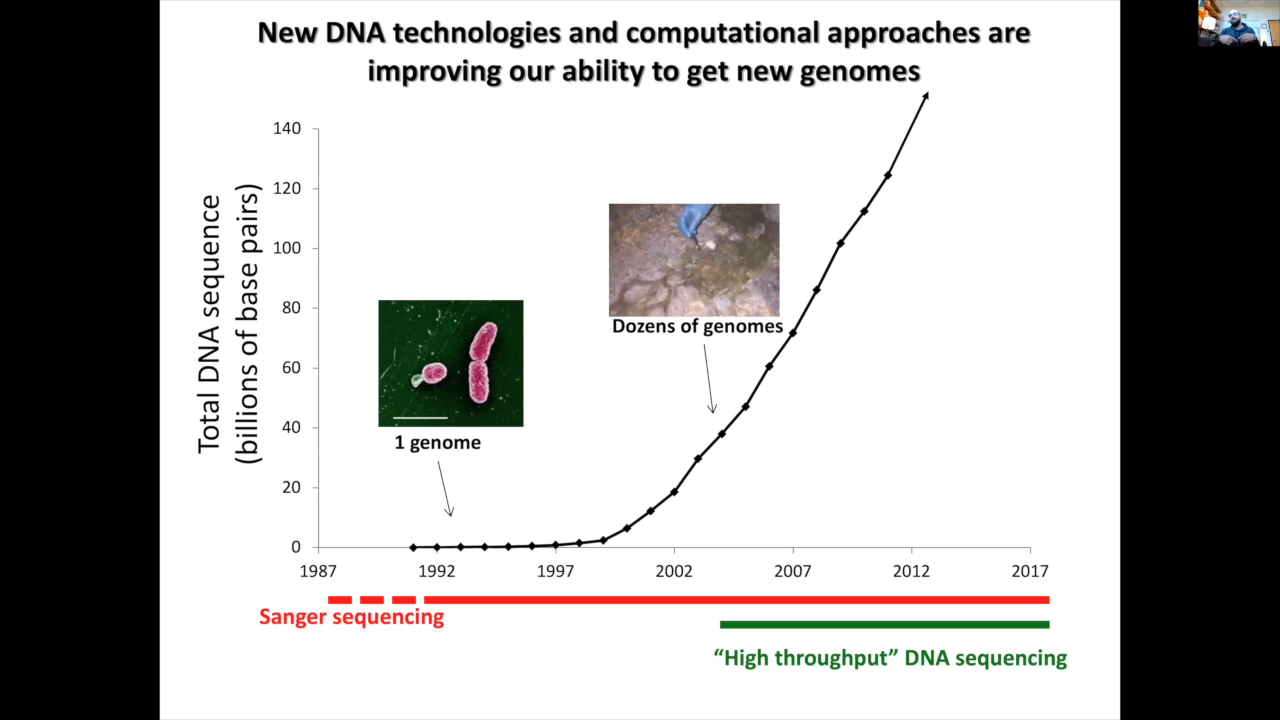 New DNA technologies and computational approaches are
improving our ability to get new genomes
Total DNA sequence
(billions of base pairs)
140
120
100
80
60
40
20
0
Dozens of genomes
1 genome
1987
1992
1997
2002
2007
2012
2017
Sanger sequencing
“High throughput” DNA sequencing